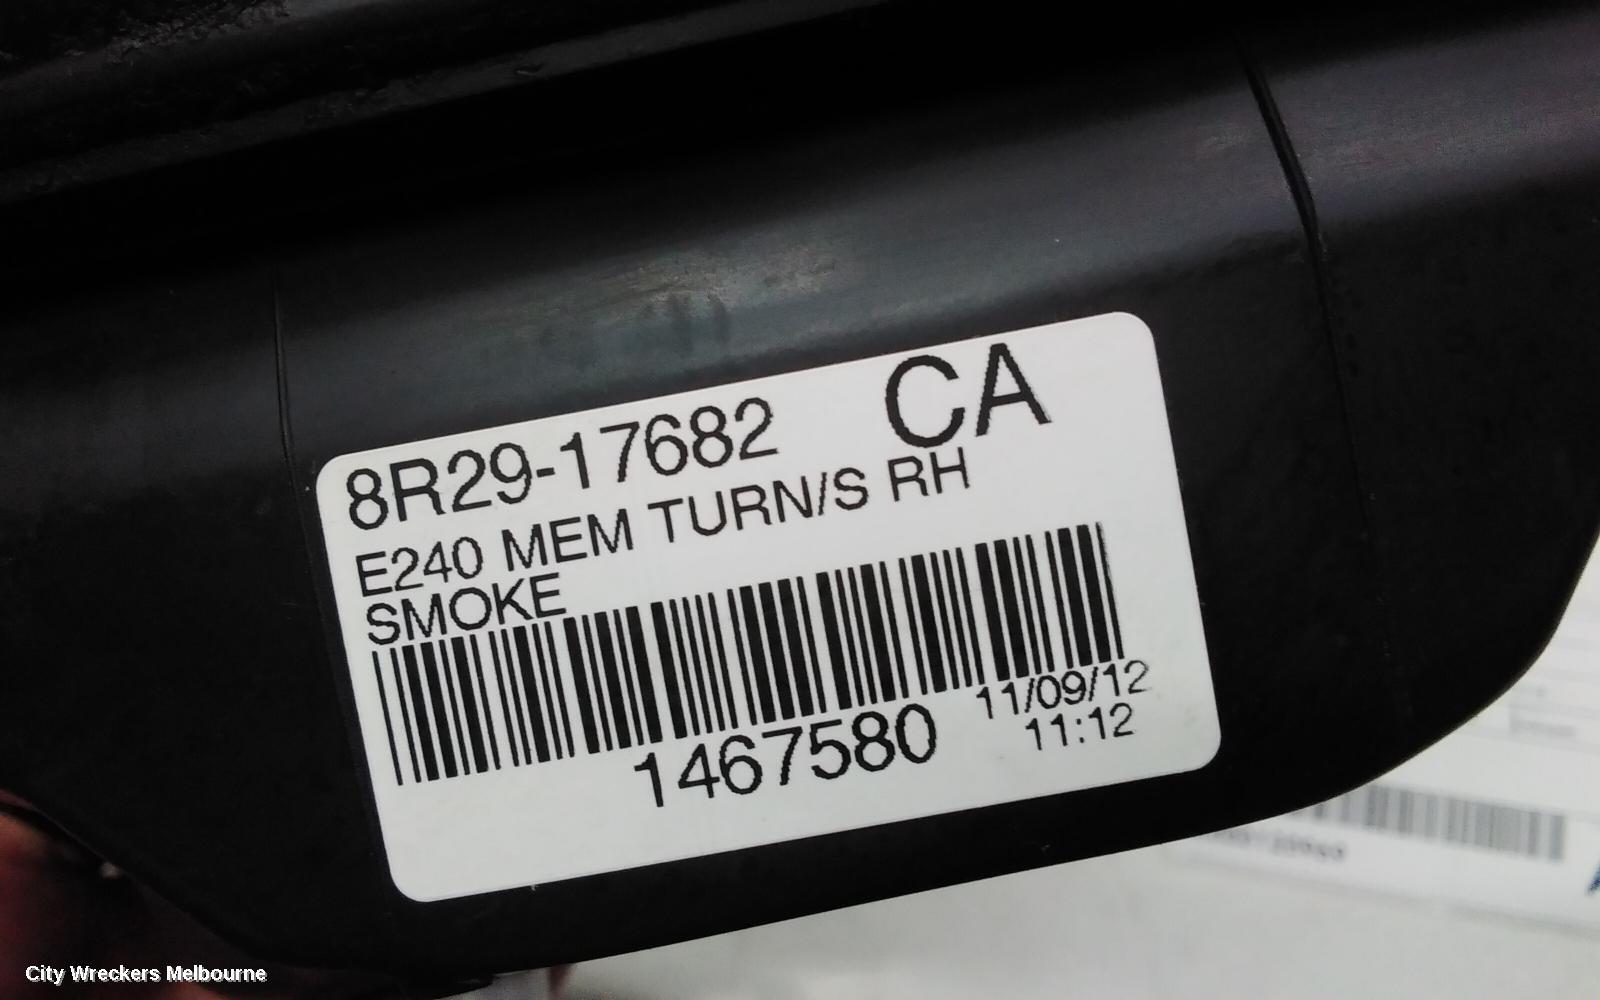 8R29-17682 CA
E240 MEM TURN/S RH
SMOKE
1467580 11/09/12
11:12
City Wreckers Melbourne